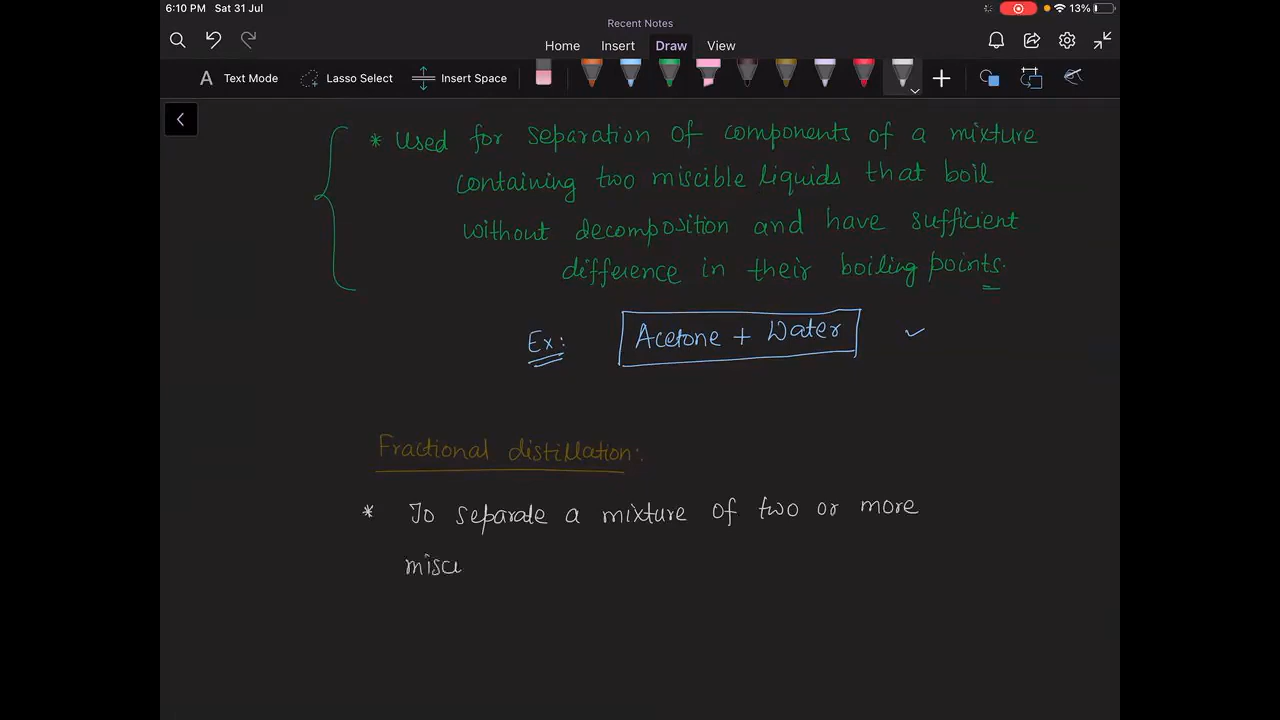 6:10 PM Sat 31 Jul
13%
Recent Notes
Home Insert Draw View
Text Mode Lasso Select Insert Space
* Used for separation of components of a mixture
containing two miscible liquids that boil
without decomposition and have sufficient
difference in their boiling points.
Ex: Acetone + Water
Fractional distillation:
* To separate a mixture of two or more
misci